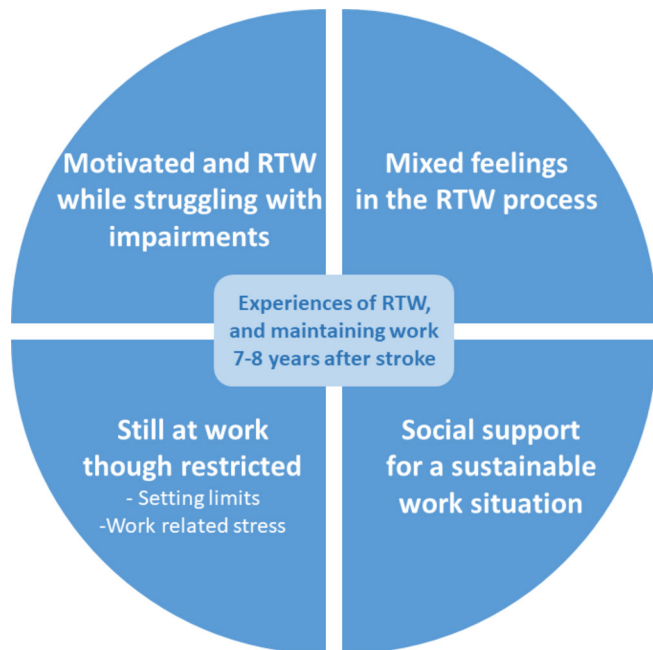 Motivated and RTW
while struggling with
impairments
Mixed feelings
in the RTW process
Experiences of RTW,
and maintaining work
7-8 years after stroke
Still at work
though restricted
- Setting limits
-Work related stress
Social support
for a sustainable
work situation